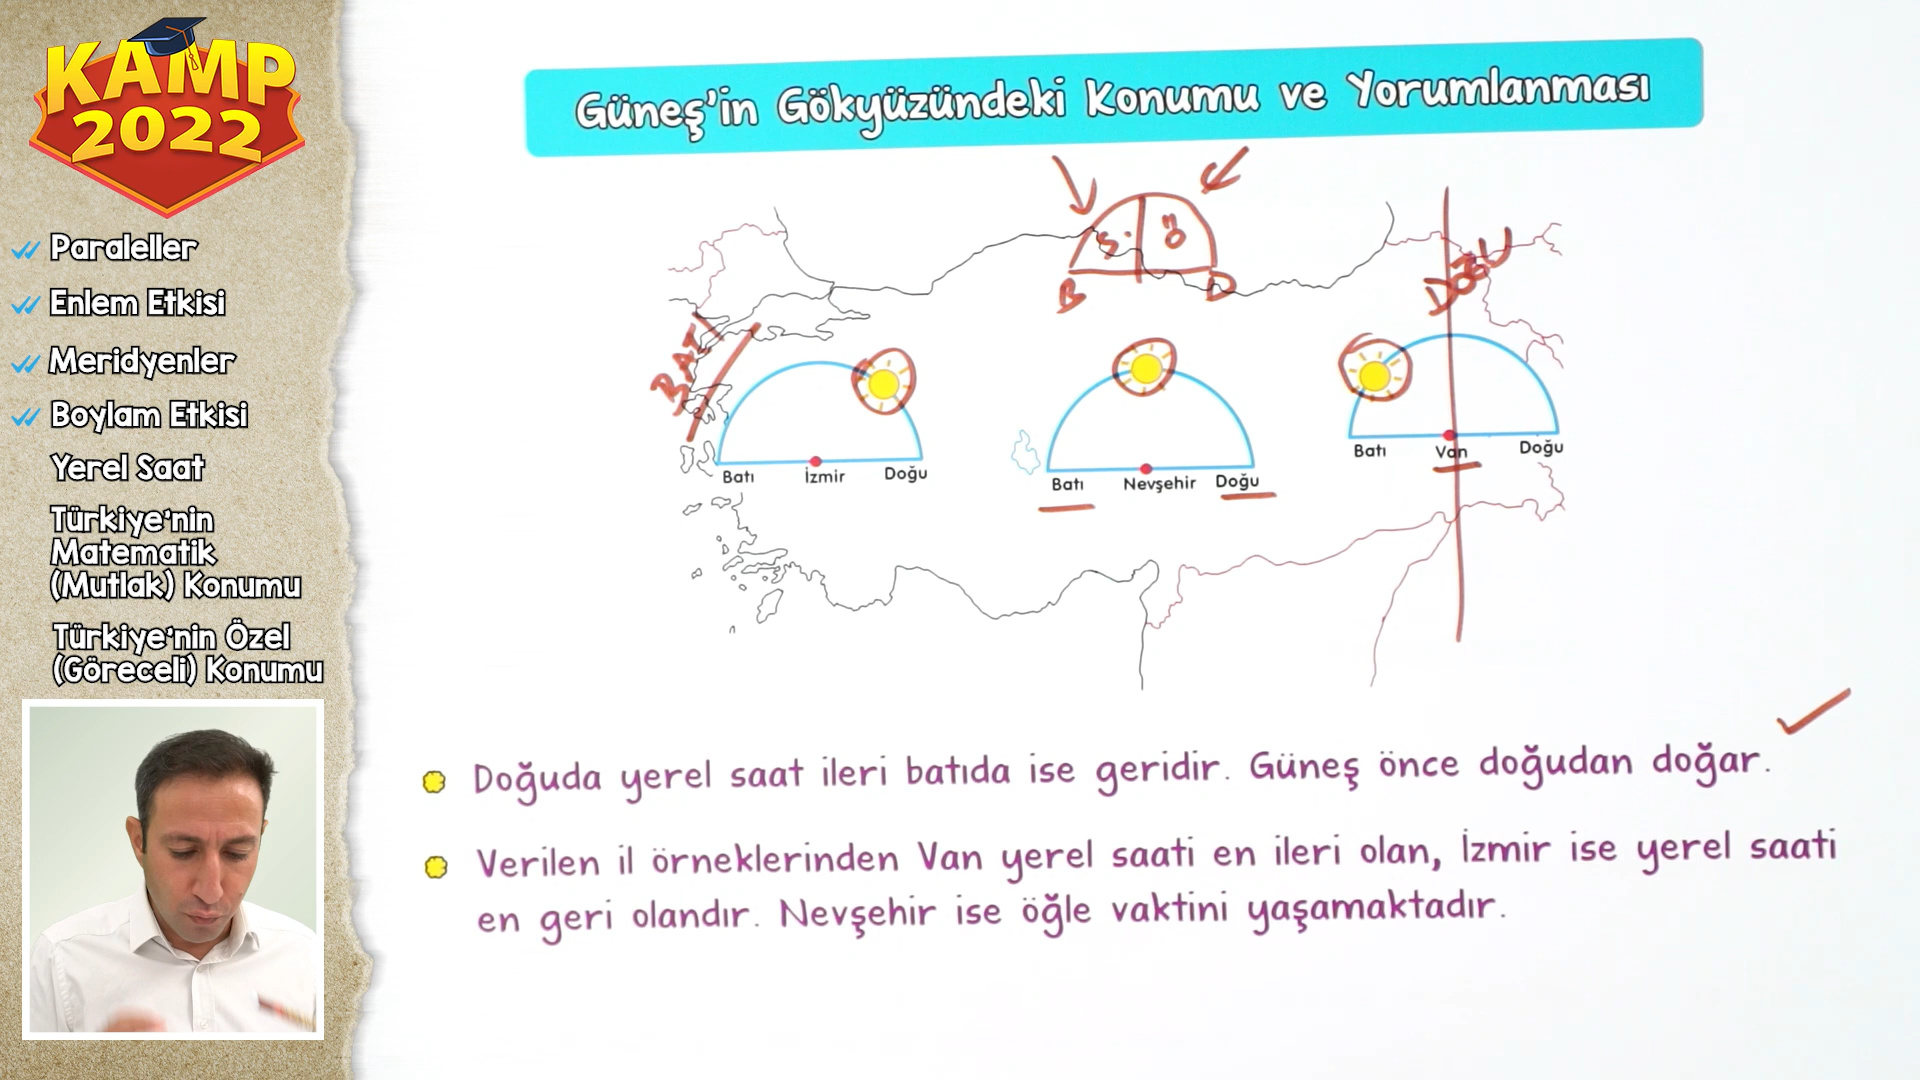 KAMP
2022
Paraleller
Enlem Etkisi
Meridyenler
Boylam Etkisi
Yerel Saat
Türkiye'nin
Matematik
(Mutlak) Konumu
Türkiye'nin Özel
(Göreceli) Konumu
Güneş'in Gökyüzündeki Konumu ve Yorumlanması
S. Ö
B D
BATI
DOĞU
Batı İzmir Doğu
Batı Nevşehir Doğu
Batı Van Doğu
Doğuda yerel saat ileri batıda ise geridir. Güneş önce doğudan doğar.
Verilen il örneklerinden Van yerel saati en ileri olan, İzmir ise yerel saati
en geri olandır. Nevşehir ise öğle vaktini yaşamaktadır.